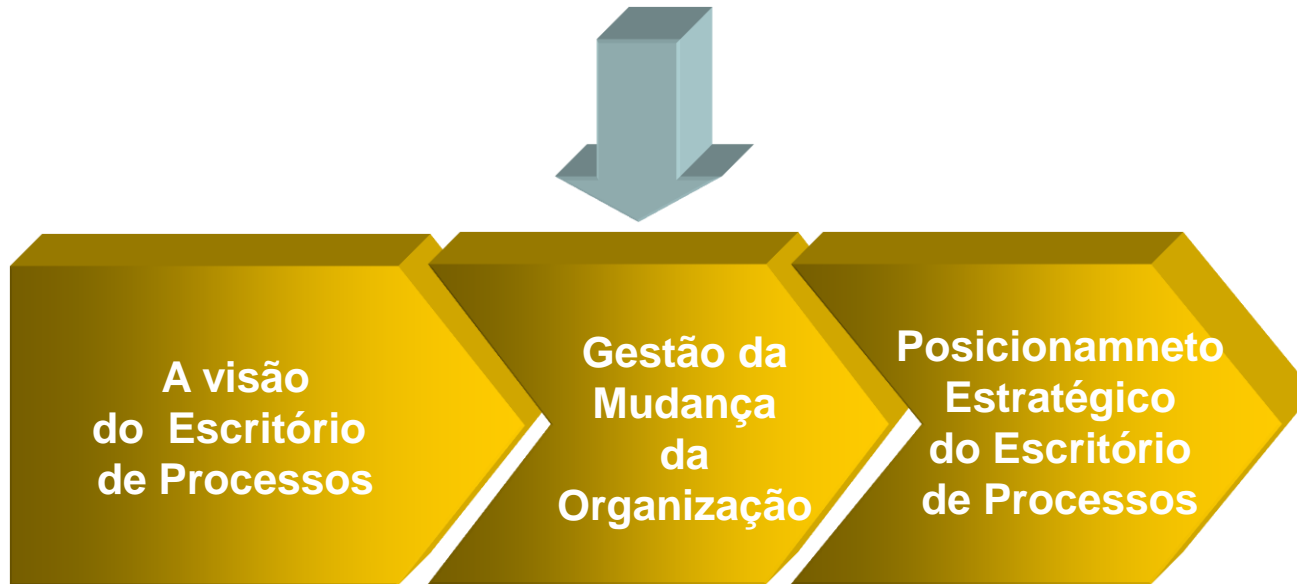 A visão
do Escritório
de Processos
Gestão da
Mudança
da
Organização
Posicionamneto
Estratégico
do Escritório
de Processos